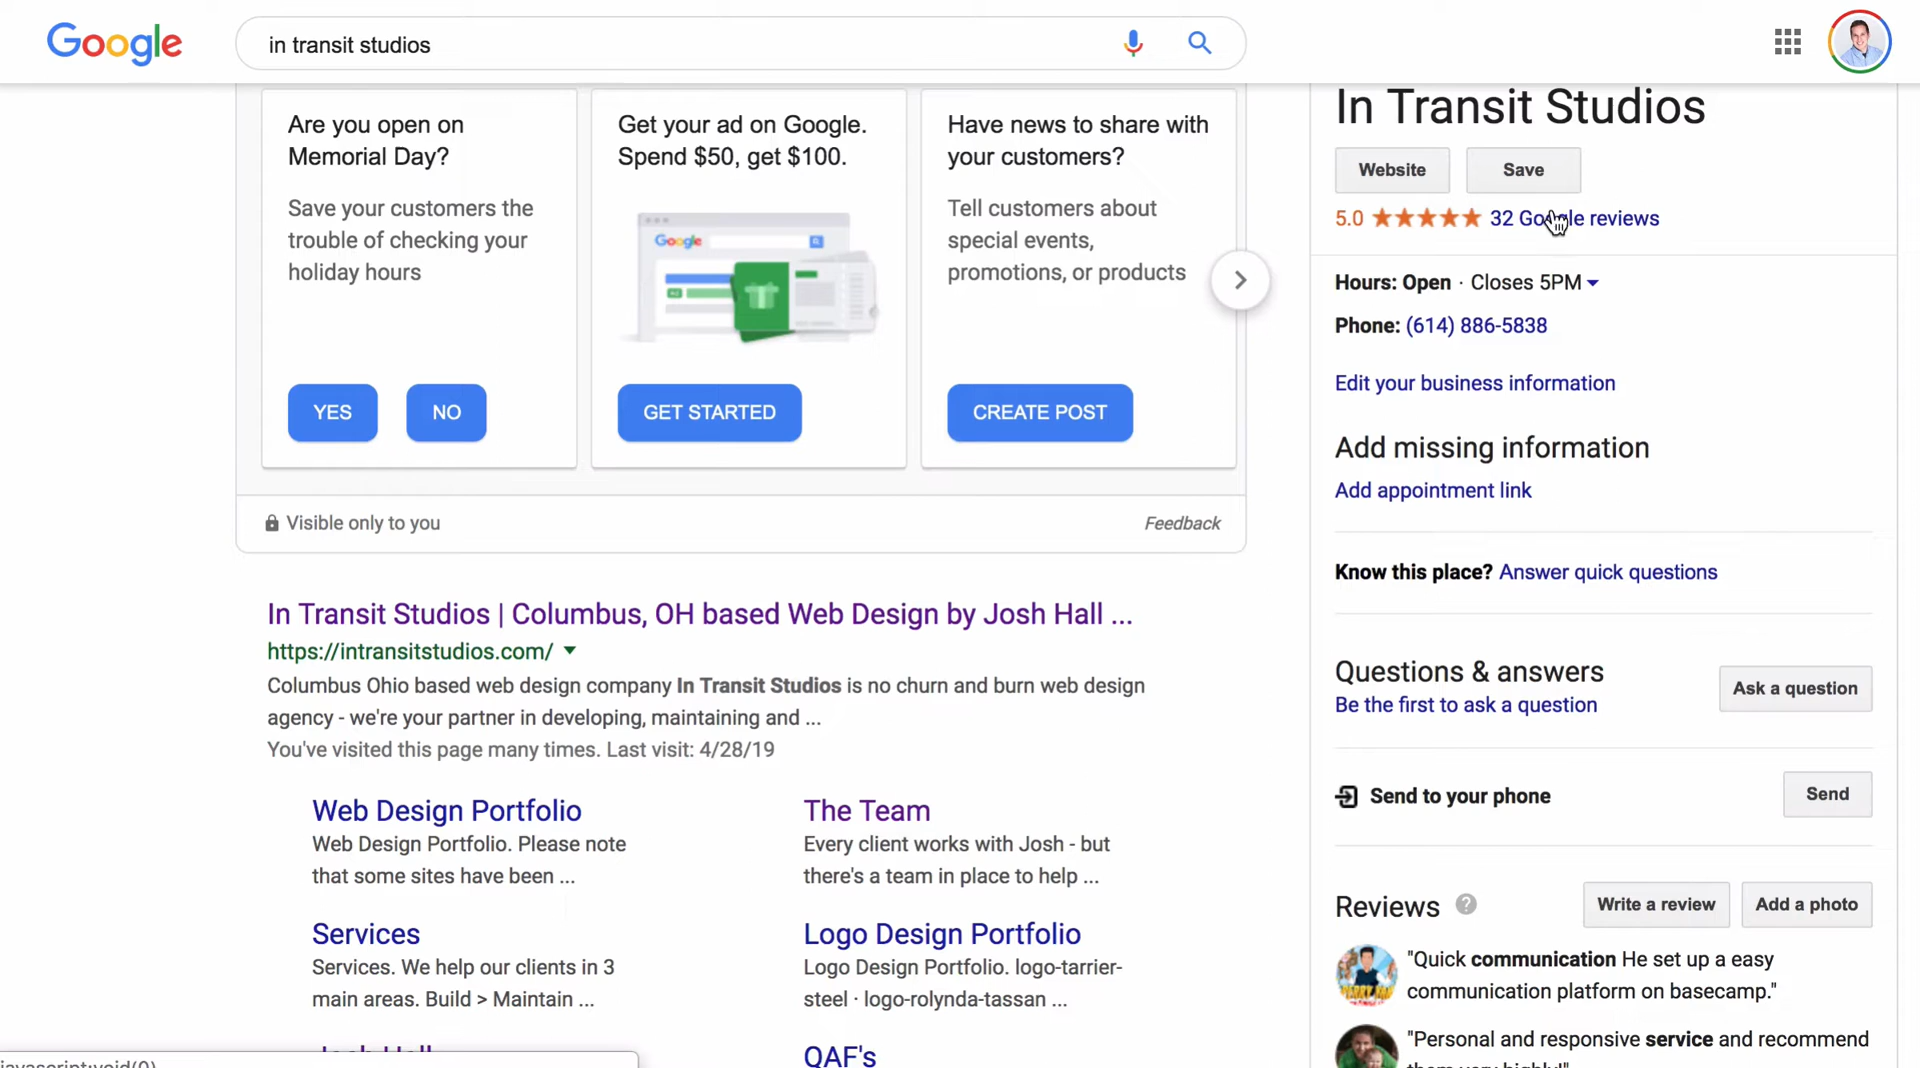 Google
in transit studios
Are you open on
Memorial Day?
Save your customers the
trouble of checking your
holiday hours
YES
NO
Get your ad on Google.
Spend $50, get $100.
Google
GET STARTED
Have news to share with
your customers?
Tell customers about
special events,
promotions, or products
CREATE POST
Visible only to you
Feedback
In Transit Studios | Columbus, OH based Web Design by Josh Hall ...
https://intransitstudios.com/
Columbus Ohio based web design company In Transit Studios is no churn and burn web design
agency - we're your partner in developing, maintaining and ...
You've visited this page many times. Last visit: 4/28/19
Web Design Portfolio
Web Design Portfolio. Please note
that some sites have been ...
The Team
Every client works with Josh - but
there's a team in place to help ...
Services
Services. We help our clients in 3
main areas. Build > Maintain ...
Logo Design Portfolio
Logo Design Portfolio. logo-tarrier-
steel · logo-rolynda-tassan ...
Josh Hall
QAF's
javascript:void(0)
In Transit Studios
Website
Save
5.0 32 Google reviews
Hours: Open · Closes 5PM
Phone: (614) 886-5838
Edit your business information
Add missing information
Add appointment link
Know this place? Answer quick questions
Questions & answers
Be the first to ask a question
Ask a question
Send to your phone
Send
Reviews
Write a review
Add a photo
"Quick communication He set up a easy
communication platform on basecamp."
"Personal and responsive service and recommend
them very highly!"